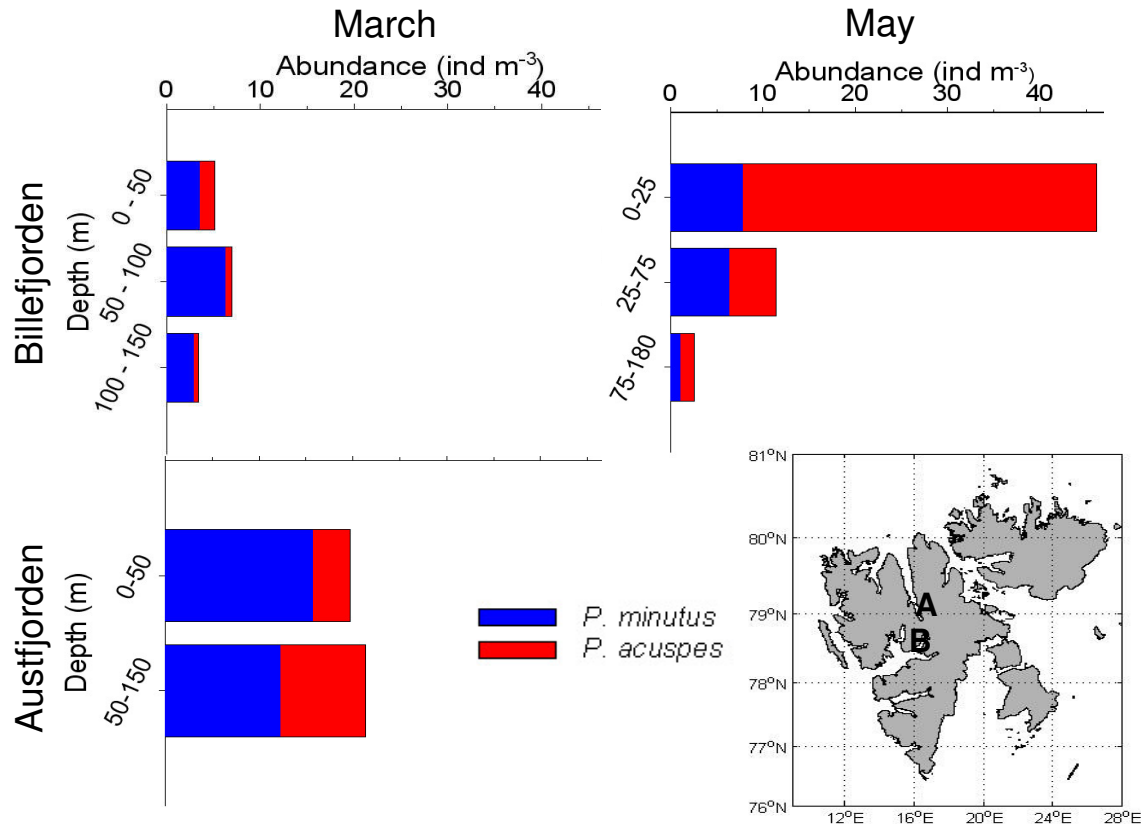 March
May
Abundance (ind m-3)
Abundance (ind m-3)
0 10 20 30 40
0 10 20 30 40
Billefjorden
Depth (m)
0 - 50
50 - 100
100 - 150
0-25
25-75
75-180
Austfjorden
Depth (m)
0-50
50-150
P. minutus
P. acuspes
81°N
80°N
79°N
78°N
77°N
76°N
A
B
12°E 16°E 20°E 24°E 28°E